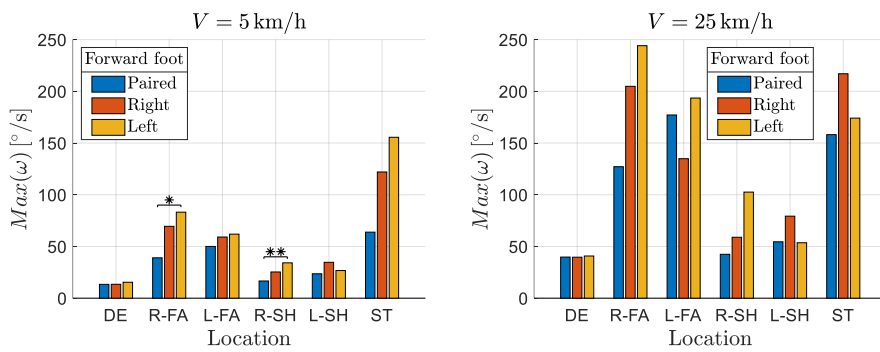 V = 5 km/h
Max(ω) [°/s]
250
200
150
100
50
0
Forward foot
Paired
Right
Left
*
**
DE R-FA L-FA R-SH L-SH ST
Location
V = 25 km/h
Max(ω) [°/s]
250
200
150
100
50
0
Forward foot
Paired
Right
Left
DE R-FA L-FA R-SH L-SH ST
Location